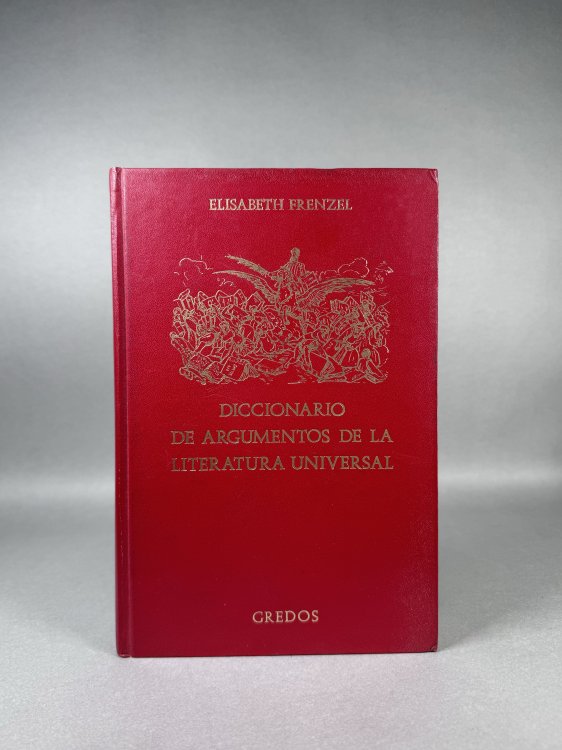 ELISABETH FRENZEL
DICCIONARIO
DE ARGUMENTOS DE LA
LITERATURA UNIVERSAL
GREDOS